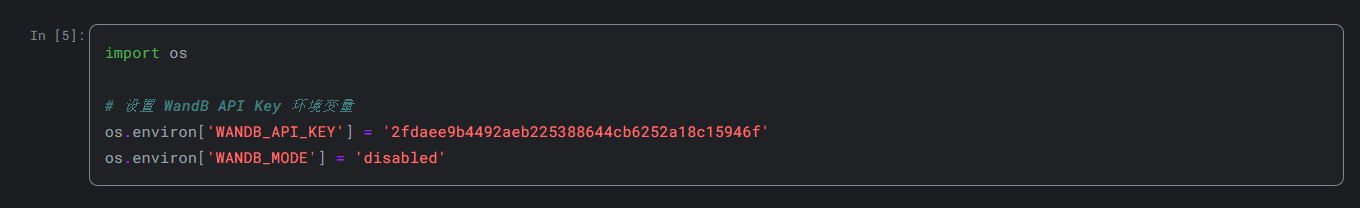 In [5]:
import os
# 设置 WandB API Key 环境变量
os.environ['WANDB_API_KEY'] = '2fdaee9b4492aeb225388644cb6252a18c15946f'
os.environ['WANDB_MODE'] = 'disabled'